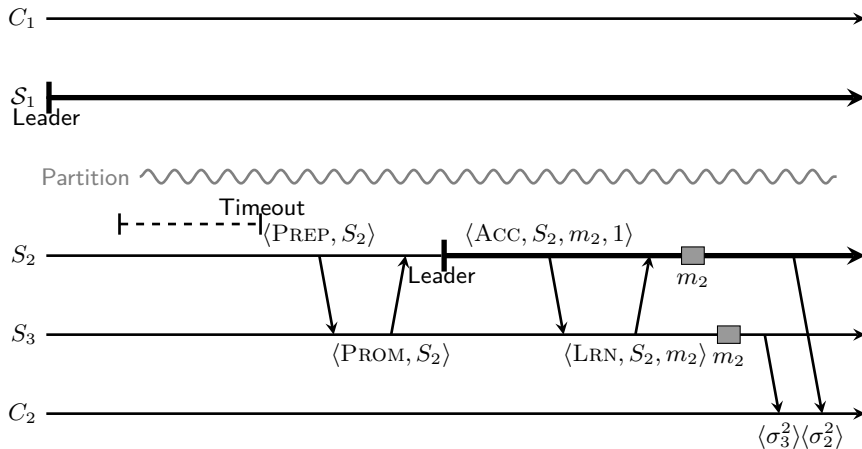 C₁
𝒮₁
Leader
Partition
Timeout
⟨PREP, S₂⟩ ⟨ACC, S₂, m₂, 1⟩
S₂
Leader m₂
S₃
⟨PROM, S₂⟩ ⟨LRN, S₂, m₂⟩ m₂
C₂
⟨σ₃²⟩⟨σ₂²⟩